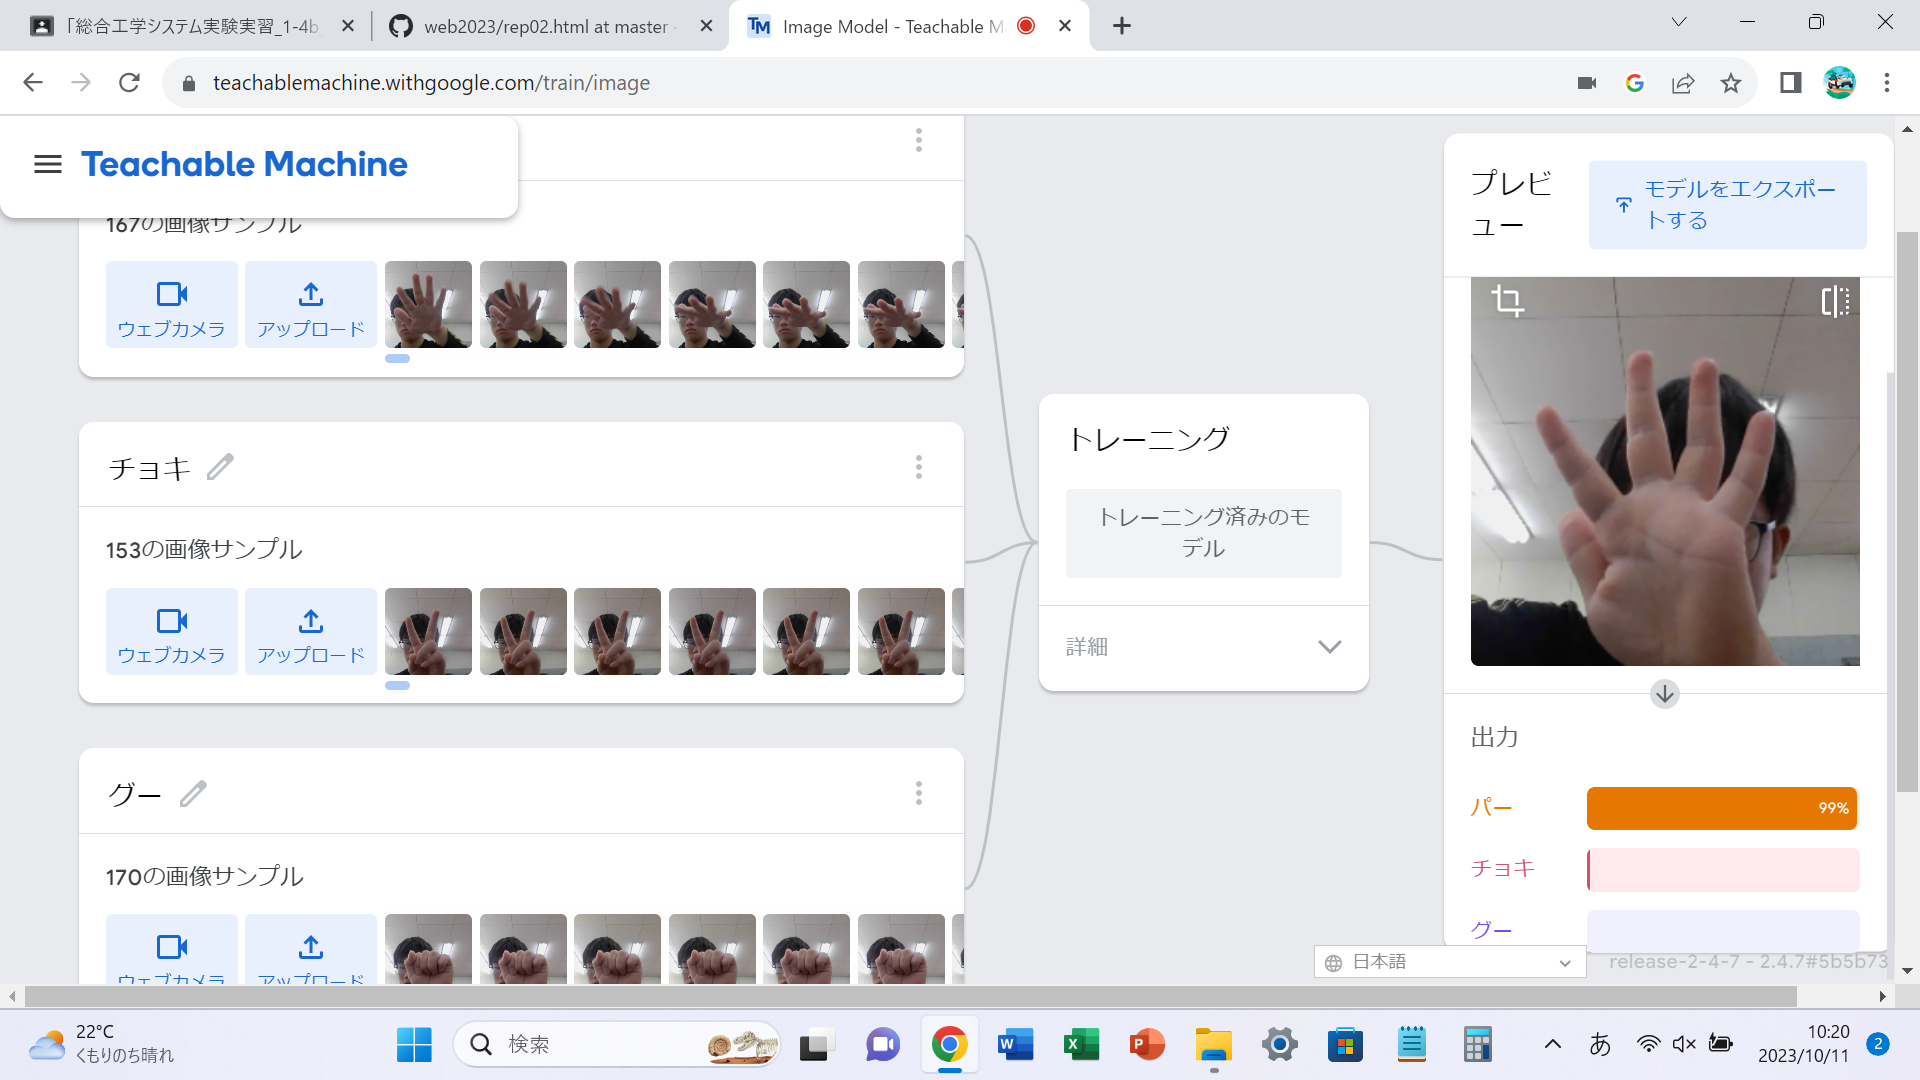 「総合工学システム実験実習_1-4b_
web2023/rep02.html at master ·
Image Model - Teachable M
teachablemachine.withgoogle.com/train/image
Teachable Machine
167の画像サンプル
ウェブカメラ
アップロード
チョキ
153の画像サンプル
ウェブカメラ
アップロード
グー
170の画像サンプル
ウェブカメラ
アップロード
トレーニング
トレーニング済みのモ
デル
詳細
プレビ
ュー
モデルをエクスポー
トする
出力
パー
99%
チョキ
グー
日本語
release-2-4-7 - 2.4.7#5b5b73
22°C
くもりのち晴れ
検索
あ
10:20
2023/10/11
2